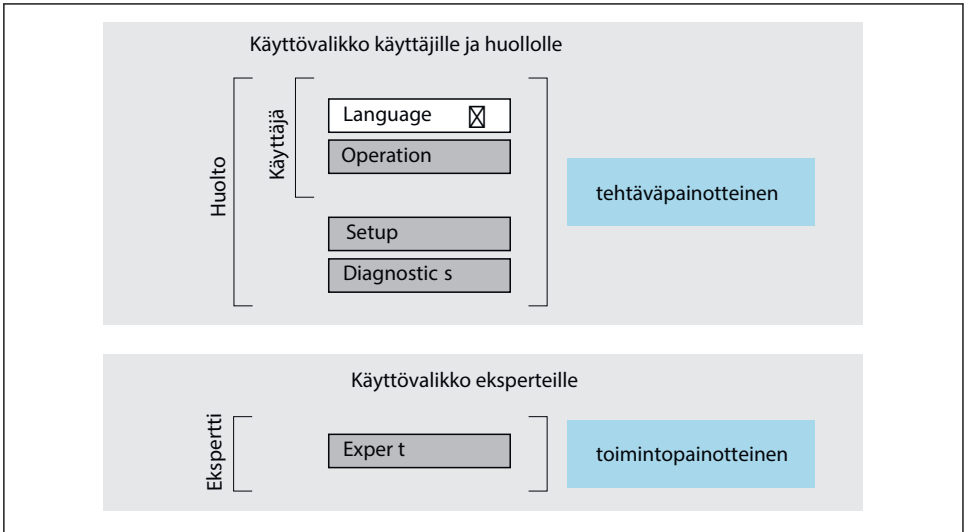 Käyttövalikko käyttäjille ja huollolle
Huolto
Käyttäjä
Language
Operation
Setup
Diagnostic s
tehtäväpainotteinen
Käyttövalikko eksperteille
Ekspertti
Exper t
toimintopainotteinen